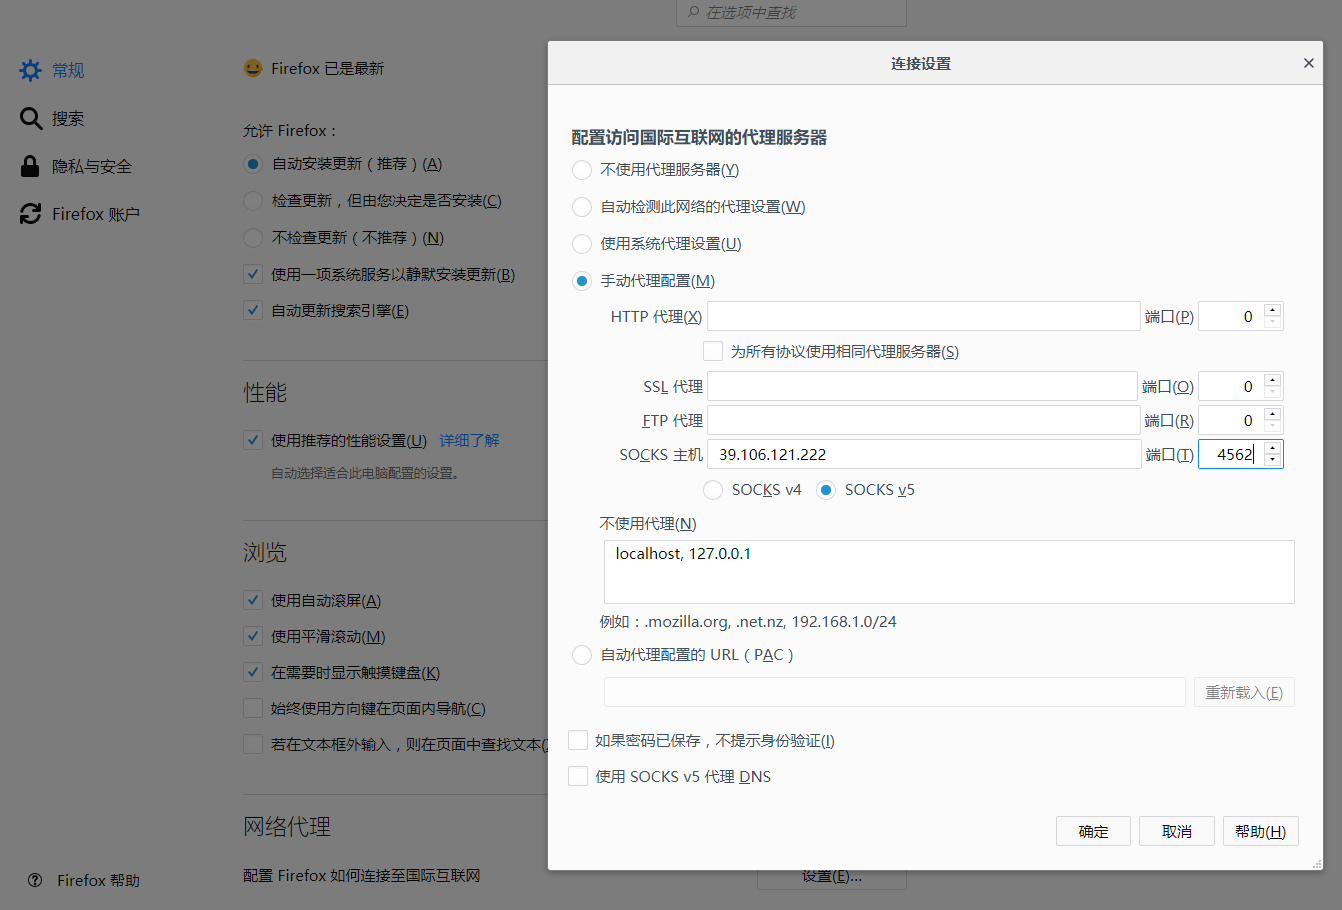 在选项中查找
常规
搜索
隐私与安全
Firefox 账户
Firefox 帮助
Firefox 已是最新
允许 Firefox：
自动安装更新（推荐）(A)
检查更新，但由您决定是否安装(C)
不检查更新（不推荐）(N)
使用一项系统服务以静默安装更新(B)
自动更新搜索引擎(E)
性能
使用推荐的性能设置(U) 详细了解
自动选择适合此电脑配置的设置。
浏览
使用自动滚屏(A)
使用平滑滚动(M)
在需要时显示触摸键盘(K)
始终使用方向键在页面内导航(C)
若在文本框外输入，则在页面中查找文本(
网络代理
配置 Firefox 如何连接至国际互联网
设置(E)...
连接设置
配置访问国际互联网的代理服务器
不使用代理服务器(Y)
自动检测此网络的代理设置(W)
使用系统代理设置(U)
手动代理配置(M)
HTTP 代理(X) 端口(P) 0
为所有协议使用相同代理服务器(S)
SSL 代理 端口(O) 0
FTP 代理 端口(R) 0
SOCKS 主机 39.106.121.222 端口(T) 4562
SOCKS v4 SOCKS v5
不使用代理(N)
localhost, 127.0.0.1
例如：.mozilla.org, .net.nz, 192.168.1.0/24
自动代理配置的 URL（PAC）
重新载入(E)
如果密码已保存，不提示身份验证(I)
使用 SOCKS v5 代理 DNS
确定 取消 帮助(H)